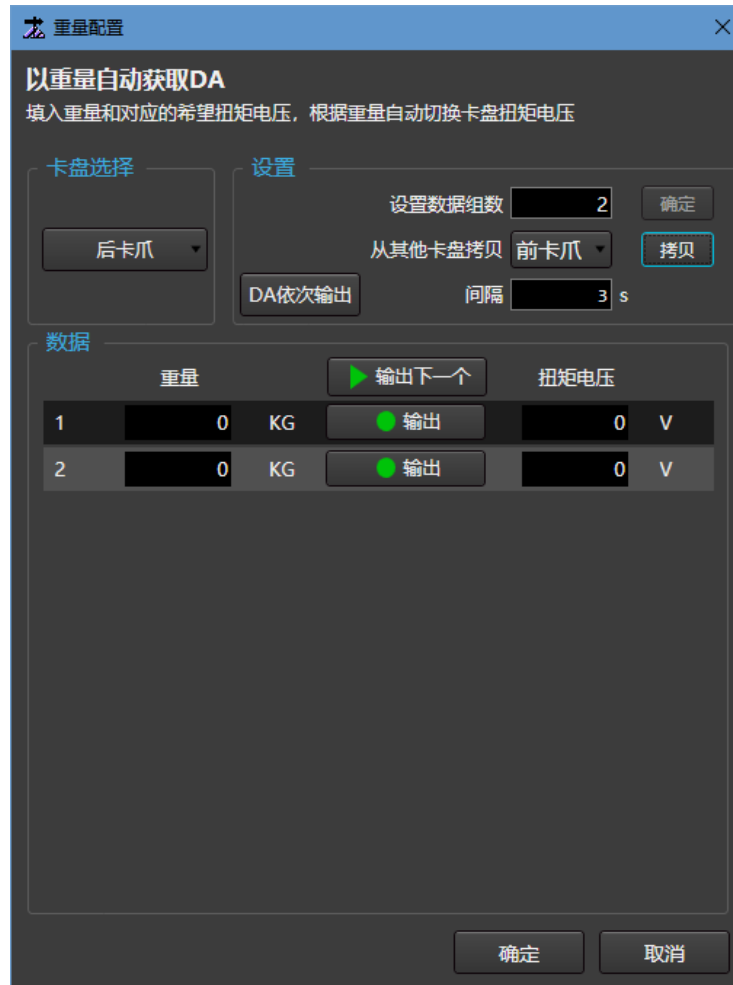 重量配置
以重量自动获取DA
填入重量和对应的希望扭矩电压，根据重量自动切换卡盘扭矩电压
卡盘选择
后卡爪
设置
设置数据组数 2 确定
从其他卡盘拷贝 前卡爪 拷贝
DA依次输出 间隔 3 s
数据
重量 输出下一个 扭矩电压
1 0 KG 输出 0 V
2 0 KG 输出 0 V
确定 取消